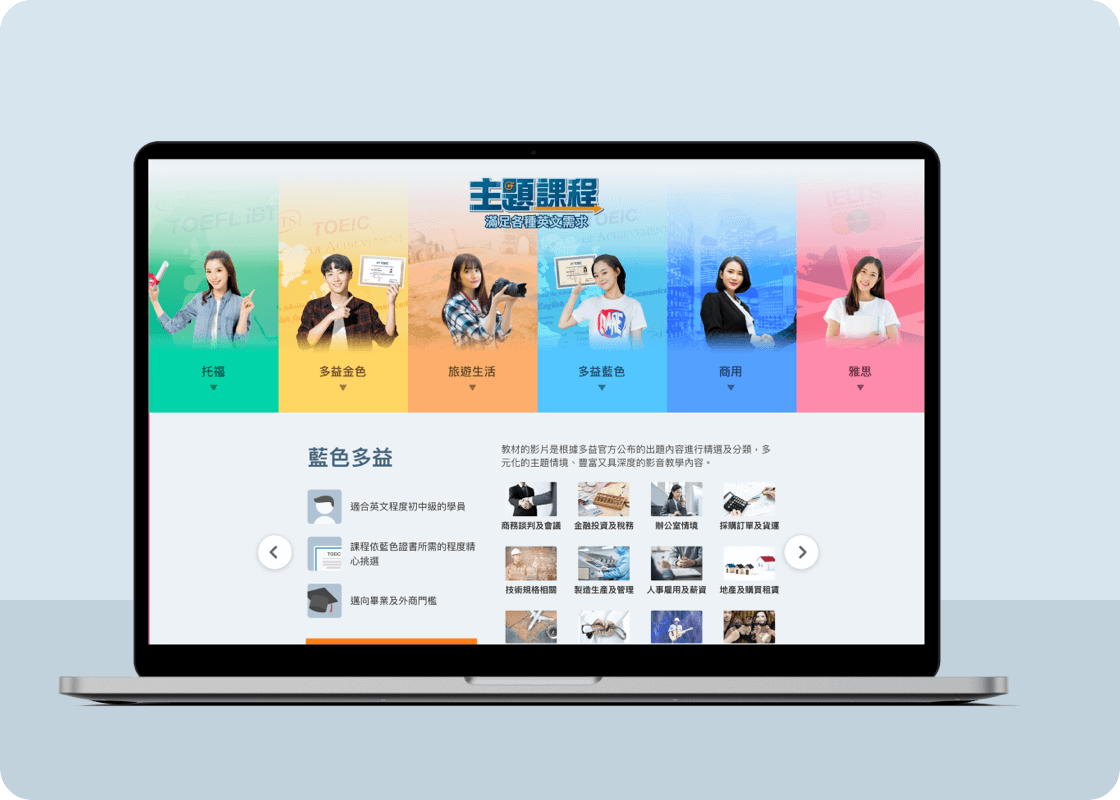 主題課程
滿足各種英文需求
TOEFL iBT
TOEIC
OF ACHIEVEMENT
TOEIC
IELTS
托福
多益金色
旅遊生活
多益藍色
商用
雅思
藍色多益
適合英文程度初中級的學員
TOEIC
課程依藍色證書所需的程度精
心挑選
邁向畢業及外商門檻
教材的影片是根據多益官方公布的出題內容進行精選及分類，多
元化的主題情境、豐富又具深度的影音教學內容。
商務談判及會議
金融投資及稅務
辦公室情境
採購訂單及貨運
技術規格相關
製造生產及管理
人事雇用及薪資
地產及購買租賃